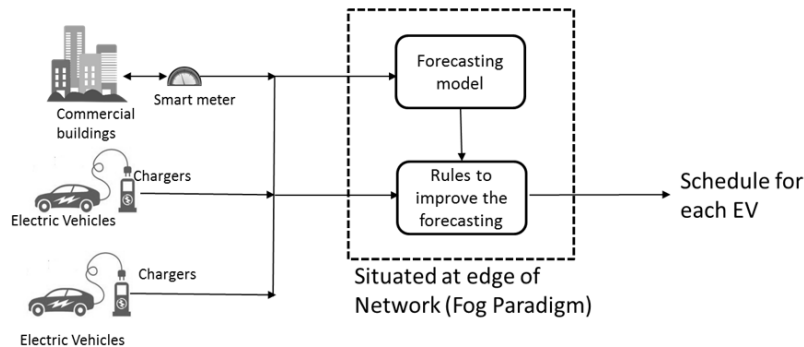 Commercial
buildings
Smart meter
Forecasting
model
Chargers
Electric Vehicles
Rules to
improve the
forecasting
Schedule for
each EV
Chargers
Electric Vehicles
Situated at edge of
Network (Fog Paradigm)